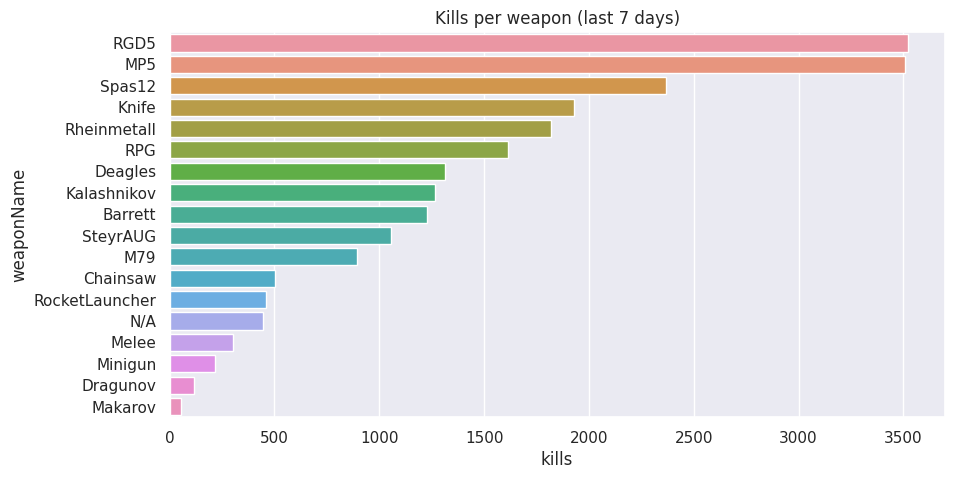 Kills per weapon (last 7 days)
weaponName
RGD5
MP5
Spas12
Knife
Rheinmetall
RPG
Deagles
Kalashnikov
Barrett
SteyrAUG
M79
Chainsaw
RocketLauncher
N/A
Melee
Minigun
Dragunov
Makarov
0 500 1000 1500 2000 2500 3000 3500
kills